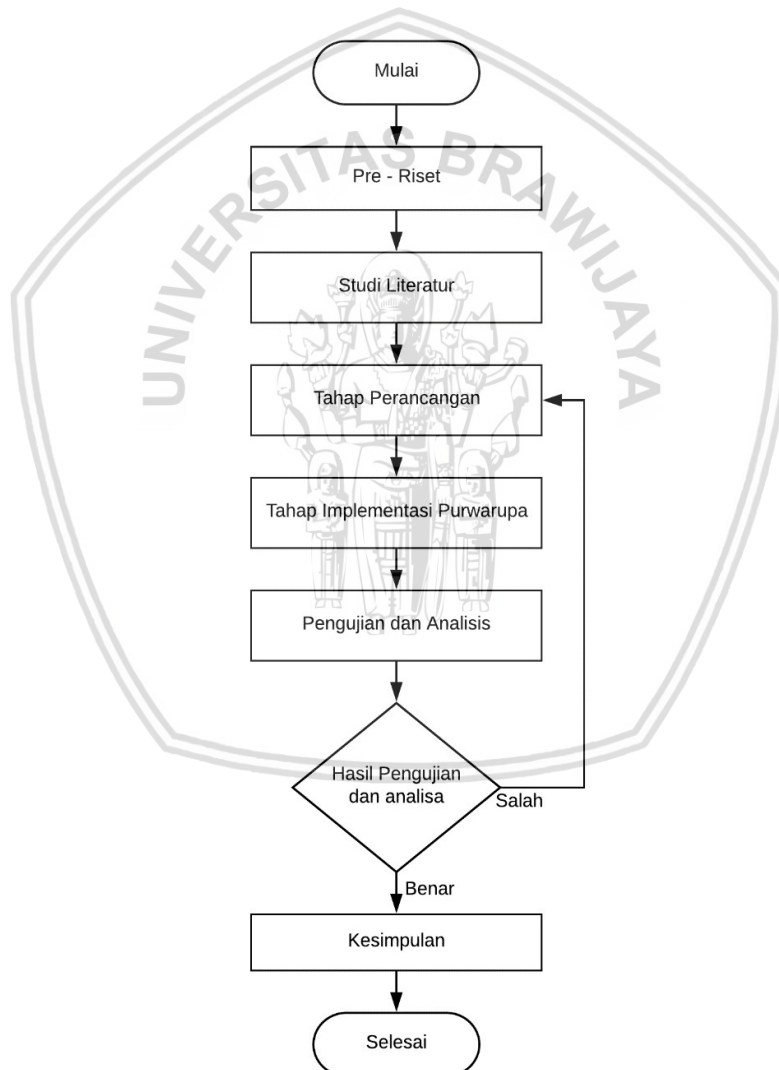 Mulai
UNIVERSITAS BRAWIJAYA
Pre - Riset
Studi Literatur
Tahap Perancangan
Tahap Implementasi Purwarupa
Pengujian dan Analisis
Hasil Pengujian
dan analisa
Salah
Benar
Kesimpulan
Selesai